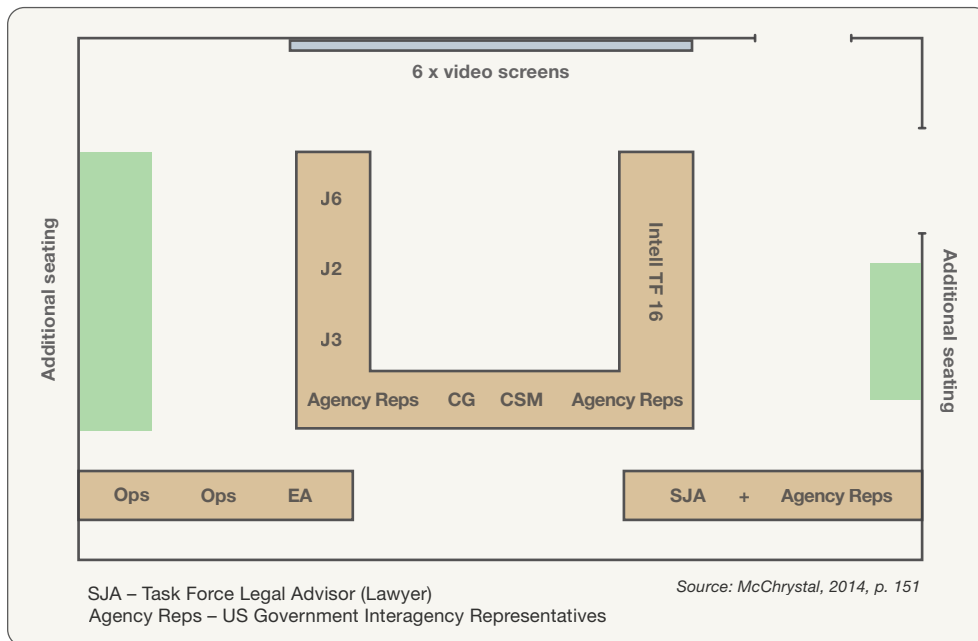 6 x video screens
Additional seating
J6
J2
J3
Intell TF 16
Additional seating
Agency Reps CG CSM Agency Reps
Ops Ops EA
SJA + Agency Reps
SJA – Task Force Legal Advisor (Lawyer)
Agency Reps – US Government Interagency Representatives
Source: McChrystal, 2014, p. 151